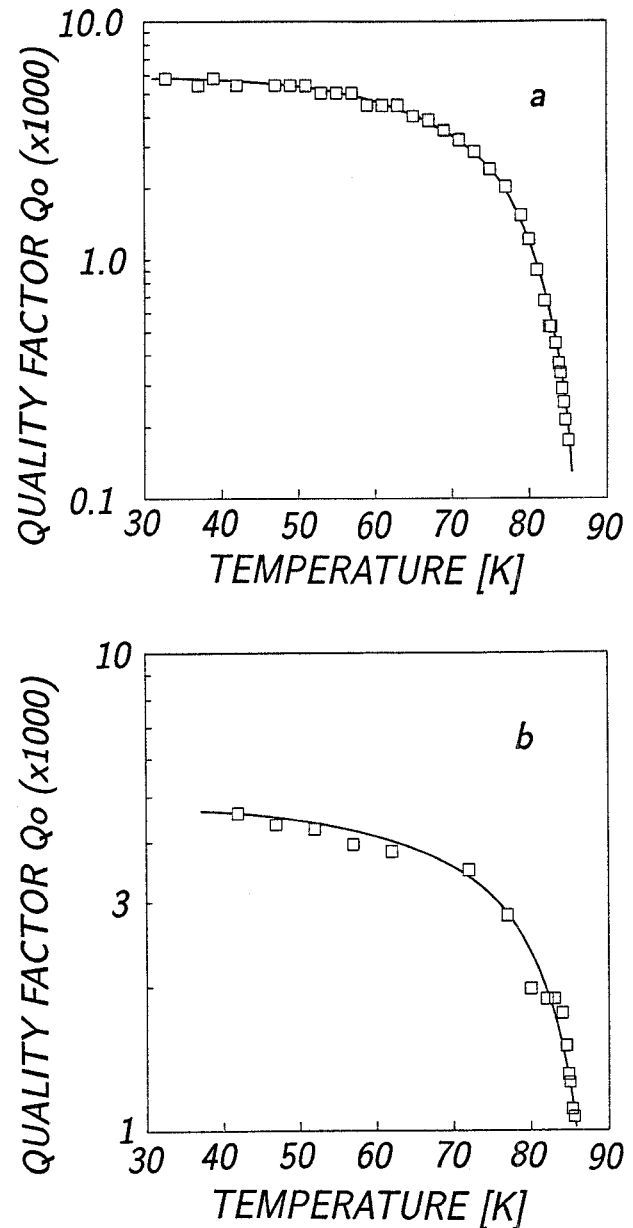 10.0
a
QUALITY FACTOR Qo (x1000)
1.0
0.1
30 40 50 60 70 80 90
TEMPERATURE [K]
10
b
QUALITY FACTOR Qo (x1000)
3
1
30 40 50 60 70 80 90
TEMPERATURE [K]